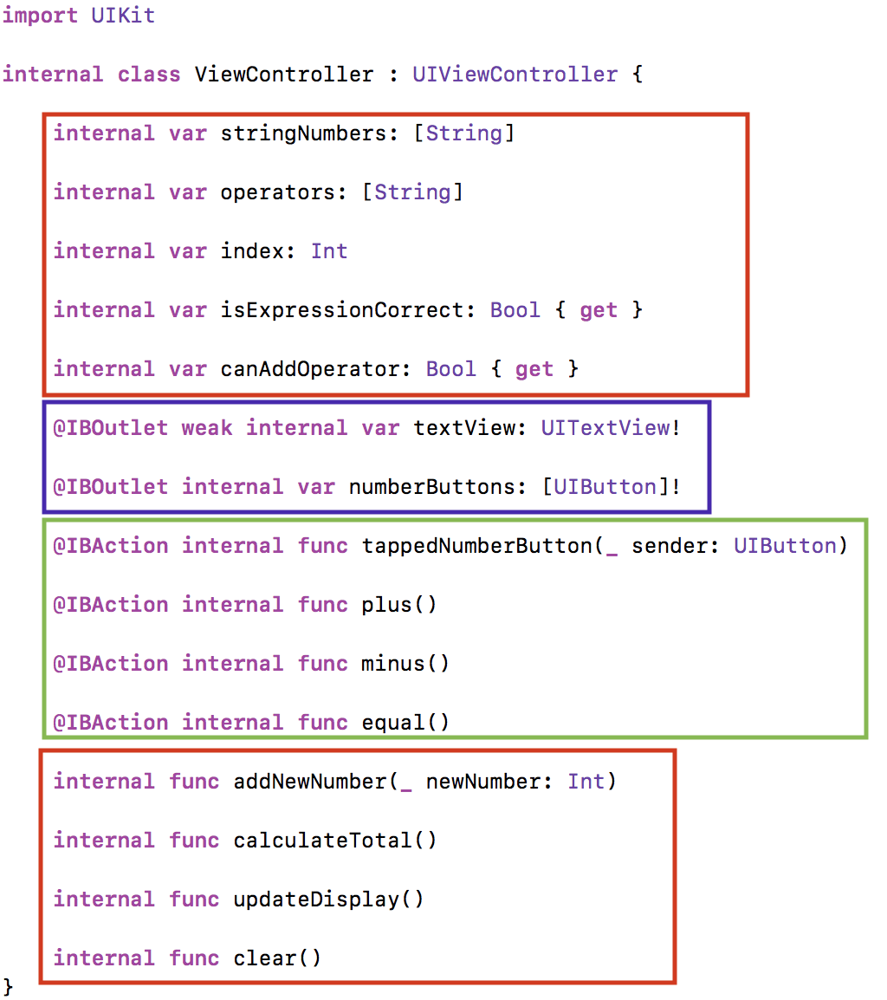 import UIKit
internal class ViewController : UIViewController {
internal var stringNumbers: [String]
internal var operators: [String]
internal var index: Int
internal var isExpressionCorrect: Bool { get }
internal var canAddOperator: Bool { get }
@IBOutlet weak internal var textView: UITextView!
@IBOutlet internal var numberButtons: [UIButton]!
@IBAction internal func tappedNumberButton(_ sender: UIButton)
@IBAction internal func plus()
@IBAction internal func minus()
@IBAction internal func equal()
internal func addNewNumber(_ newNumber: Int)
internal func calculateTotal()
internal func updateDisplay()
internal func clear()
}